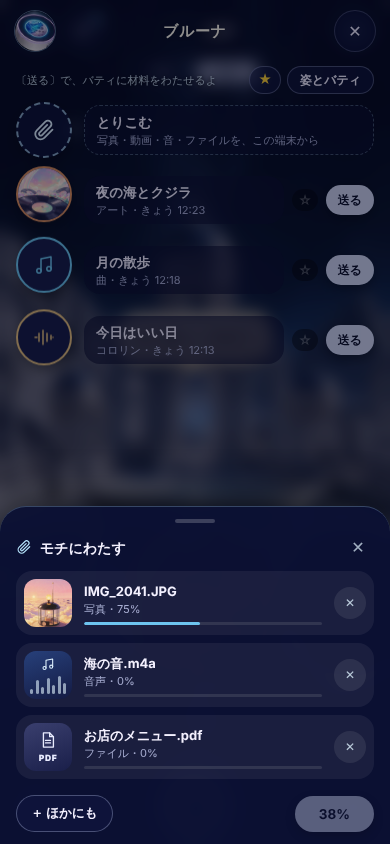 ブルーナ
〔送る〕で、バディに材料をわたせるよ
姿とバディ
とりこむ
写真・動画・音・ファイルを、この端末から
夜の海とクジラ
アート・きょう 12:23
送る
月の散歩
曲・きょう 12:18
送る
今日はいい日
コロリン・きょう 12:13
送る
モチにわたす
IMG_2041.JPG
写真・75%
海の音.m4a
音声・0%
お店のメニュー.pdf
ファイル・0%
PDF
+ ほかにも
38%